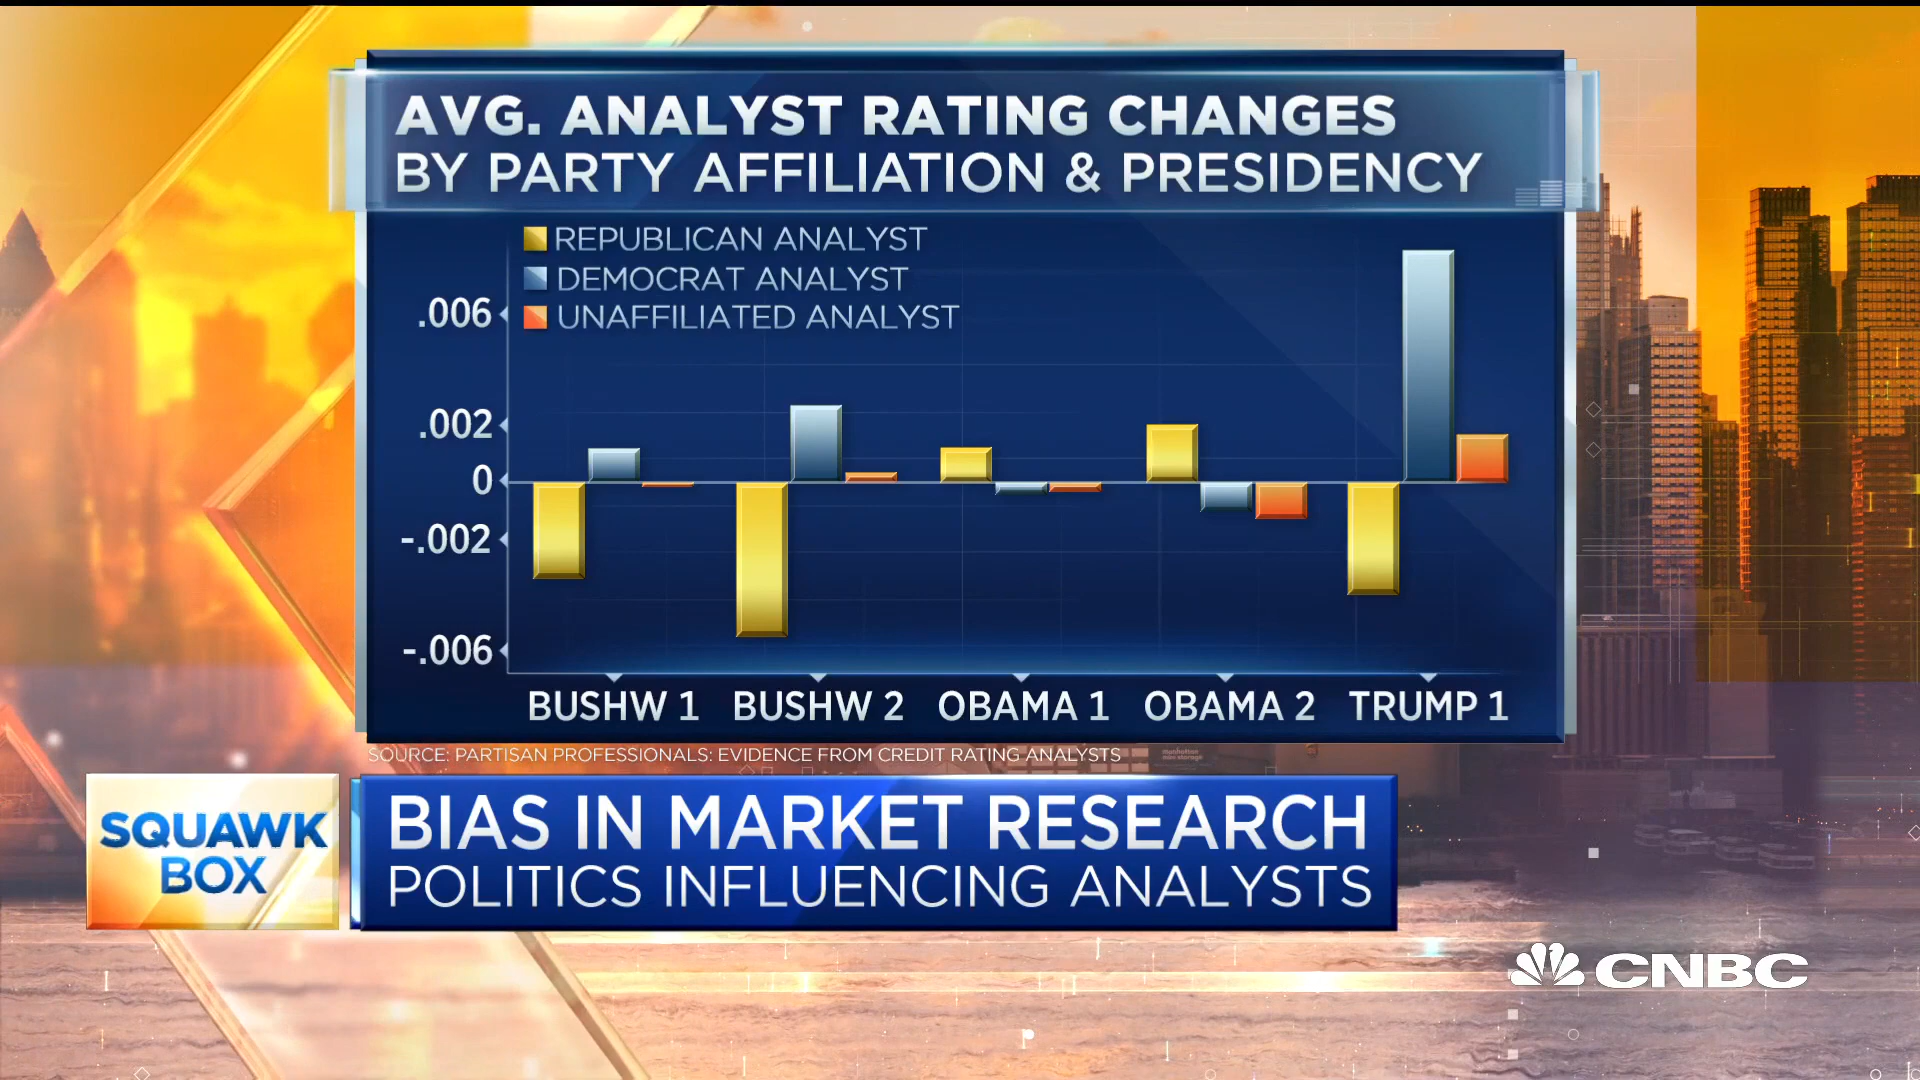 AVG. ANALYST RATING CHANGES
BY PARTY AFFILIATION & PRESIDENCY
REPUBLICAN ANALYST
DEMOCRAT ANALYST
UNAFFILIATED ANALYST
.006
.002
0
-.002
-.006
BUSHW 1 BUSHW 2 OBAMA 1 OBAMA 2 TRUMP 1
SOURCE: PARTISAN PROFESSIONALS: EVIDENCE FROM CREDIT RATING ANALYSTS
SQUAWK
BOX
BIAS IN MARKET RESEARCH
POLITICS INFLUENCING ANALYSTS
CNBC